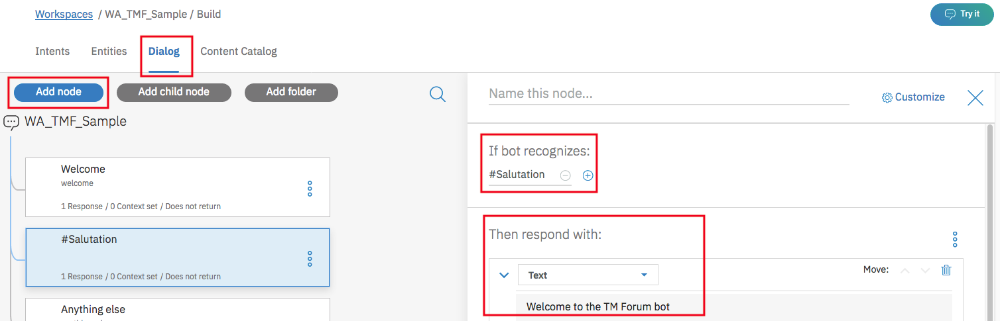 Workspaces / WA_TMF_Sample / Build
Try it
Intents Entities Dialog Content Catalog
Add node Add child node Add folder
WA_TMF_Sample
Welcome
welcome
1 Response / 0 Context set / Does not return
#Salutation
1 Response / 0 Context set / Does not return
Anything else
Name this node...
Customize
If bot recognizes:
#Salutation
Then respond with:
Text
Move:
Welcome to the TM Forum bot